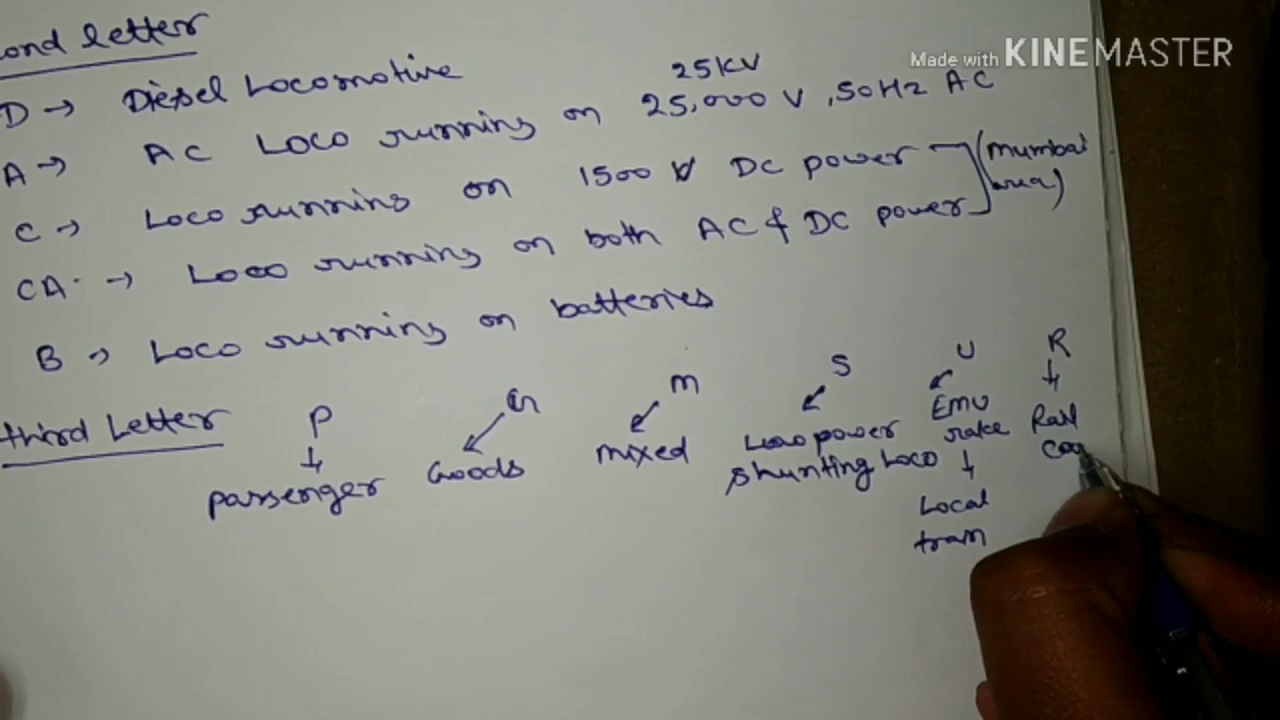 ond letter
D → Diesel Locomotive
25KV
A → AC Loco running on 25,000 V, 50Hz AC
C → Loco running on 1500 V DC power (Mumbai area)
CA → Loco running on both AC & DC power
B → Loco running on batteries
third Letter
P → passenger
G → Goods
M → mixed
S → Low power
shunting Loco
U → EMU
rake → Local
train
R → Rail
Made with KINEMASTER